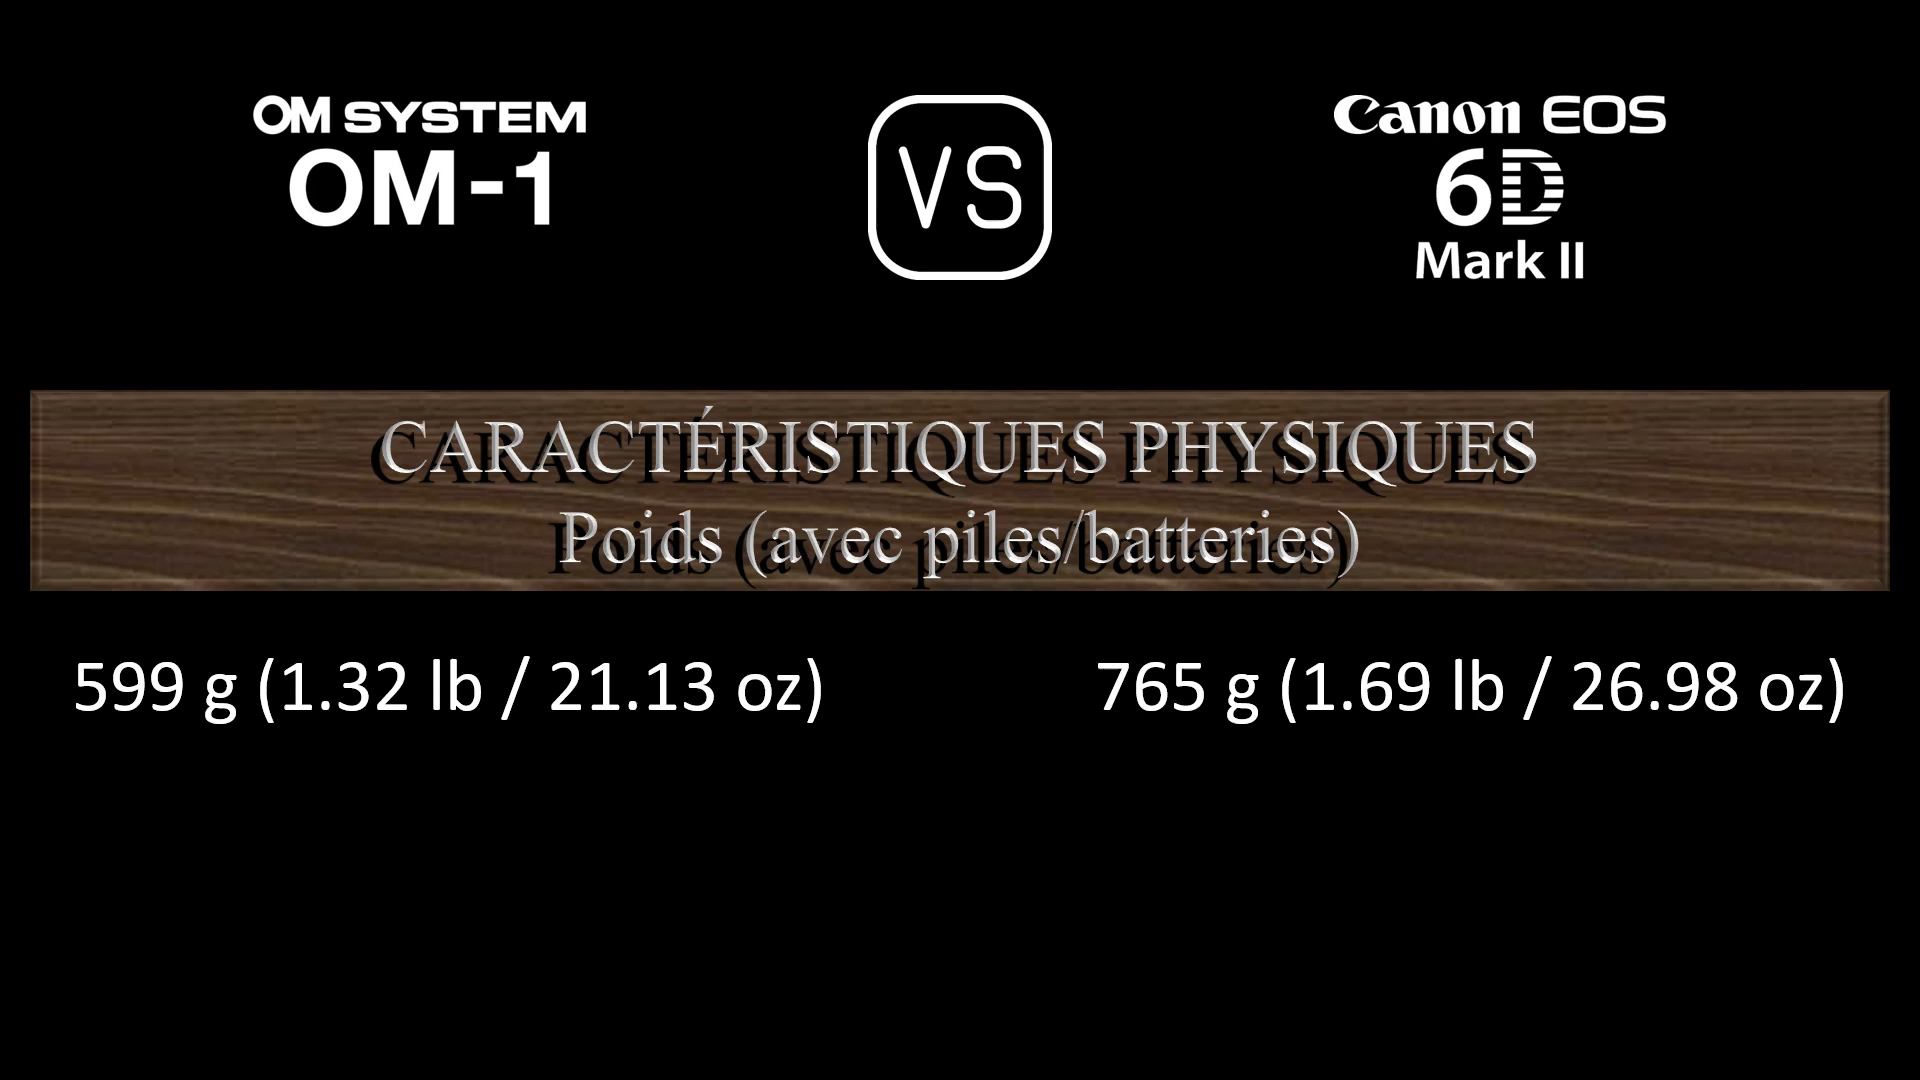 OM SYSTEM
OM-1
VS
Canon EOS
6D
Mark II
CARACTÉRISTIQUES PHYSIQUES
Poids (avec piles/batteries)
599 g (1.32 lb / 21.13 oz)
765 g (1.69 lb / 26.98 oz)